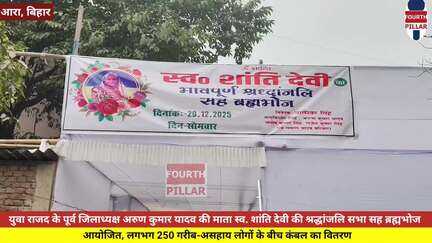 आरा, बिहार
FOURTH
PILLAR
स्व० शांति देवी का
भावपूर्ण श्रद्धांजलि
सह ब्रह्मभोज
दिनांक:- 29.12.2025
दिन-सोमवार
FOURTH
PILLAR
युवा राजद के पूर्व जिलाध्यक्ष अरुण कुमार यादव की माता स्व. शांति देवी की श्रद्धांजलि सभा सह ब्रह्मभोज
आयोजित, लगभग 250 गरीब-असहाय लोगों के बीच कंबल का वितरण